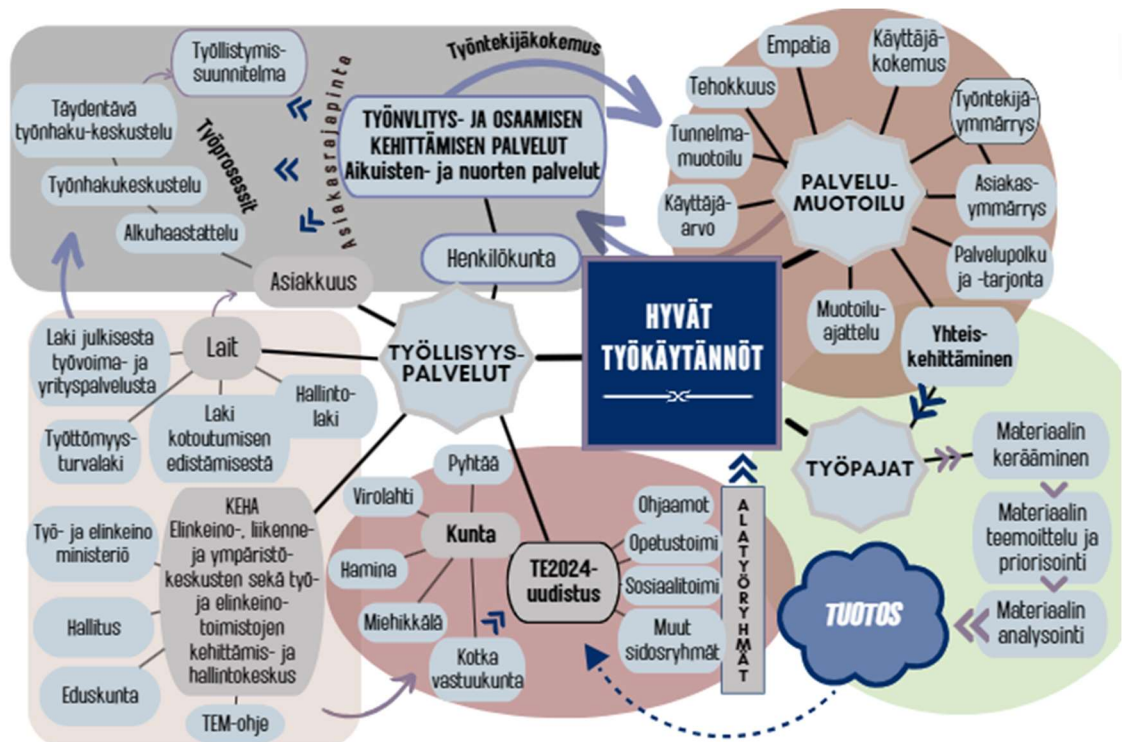 Työllistymis-
suunnitelma
Täydentävä
työnhaku-keskustelu
Työnhakukeskustelu
Alkuhaastattelu
Asiakkuus
Työprosessit
Asiakasrajapinta
Työntekijäkokemus
TYÖNVLITYS- JA OSAAMISEN
KEHITTÄMISEN PALVELUT
Aikuisten- ja nuorten palvelut
Henkilökunta
Empatia
Käyttäjä-
kokemus
Tehokkuus
Työntekijä-
ymmärrys
Tunnelma-
muotoilu
PALVELU-
MUOTOILU
Asiakas-
ymmärrys
Käyttäjä-
arvo
Palvelupolku
ja -tarjonta
Muotoilu-
ajattelu
Yhteis-
kehittäminen
HYVÄT
TYÖKÄYTÄNNÖT
TYÖLLISYYS-
PALVELUT
Laki julkisesta
työvoima- ja
yrityspalvelusta
Lait
Hallinto-
laki
Työttömyys-
turvalaki
Laki
kotoutumisen
edistämisestä
KEHA
Elinkeino-, liikenne-
ja ympäristö-
keskusten sekä työ-
ja elinkeino-
toimistojen
kehittämis- ja
hallintokeskus
Työ- ja elinkeino
ministeriö
Hallitus
Eduskunta
TEM-ohje
Pyhtää
Virolahti
Kunta
Hamina
Miehikkälä
Kotka
vastuukunta
TE2024-
uudistus
Ohjaamot
Opetustoimi
Sosiaalitoimi
Muut
sidosryhmät
ALATYÖRYHMÄT
TYÖPAJAT
Materiaalin
kerääminen
Materiaalin
teemoittelu ja
priorisointi
Materiaalin
analysointi
TUOTOS